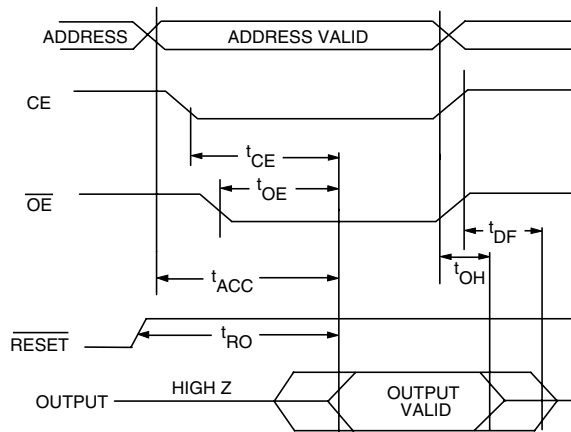 ADDRESS
ADDRESS VALID
CE
tCE
OE
tOE
tDF
tOH
tACC
RESET
tRO
OUTPUT
HIGH Z
OUTPUT
VALID